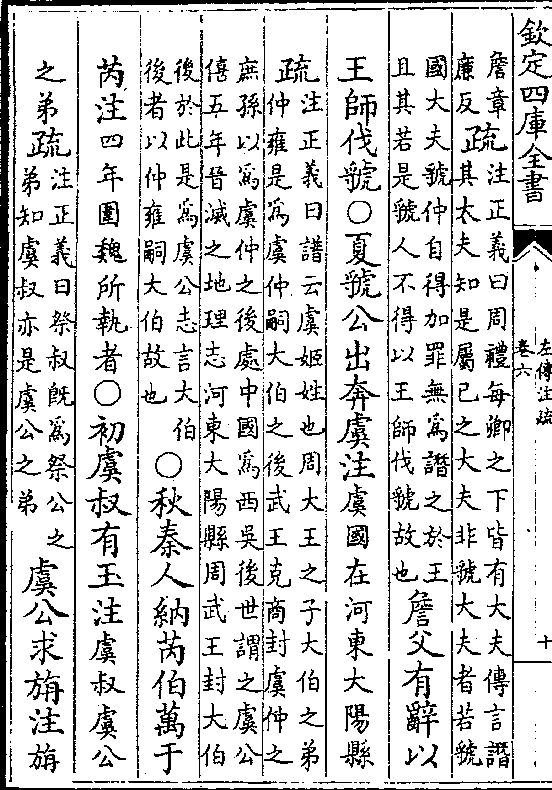 欽定四庫全書
左傳注疏
卷六
十
詹章
廉反
疏
注正義曰周禮每卿之下皆有大夫傳言譖
其大夫知是屬已之大夫非虢大夫者若虢
國大夫虢仲自得加罪無爲譖之於王
且其若是虢人不得以王師伐虢故也
詹父有辭以
王師伐虢○夏虢公出奔虞注虞國在河東大陽縣
疏
注正義曰譜云虞姬姓也周大王之子大伯之弟
仲雍是爲虞仲嗣大伯之後武王克商封虞仲之
庶孫以爲虞仲之後處中國爲西吳後世謂之虞公
僖五年晉滅之地理志河東大陽縣周武王封大伯
後於此是爲虞公志言大伯
後者以仲雍嗣大伯故也
○秋秦人納芮伯萬于
芮注四年圍魏所執者○初虞叔有玉注虞叔虞公
之弟
疏
注正義曰祭叔既爲祭公之
弟知虞叔亦是虞公之弟
虞公求旃注旃